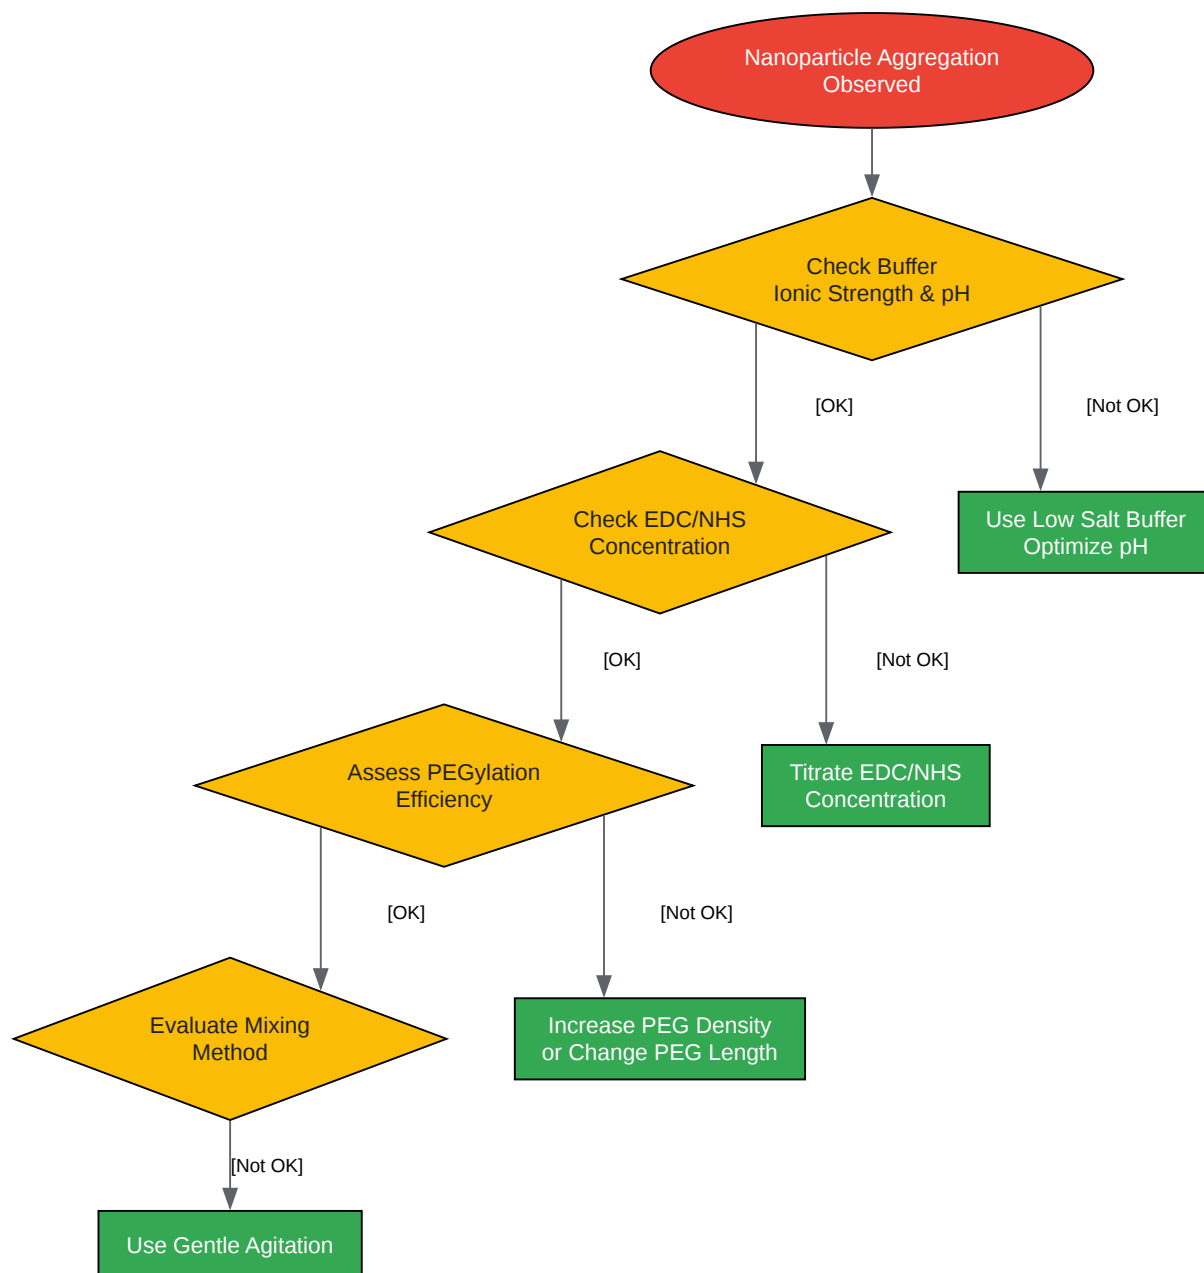 Nanoparticle Aggregation
Observed
Check Buffer
Ionic Strength & pH
[OK]
[Not OK]
Check EDC/NHS
Concentration
Use Low Salt Buffer
Optimize pH
[OK]
[Not OK]
Assess PEGylation
Efficiency
Titrate EDC/NHS
Concentration
[OK]
[Not OK]
Evaluate Mixing
Method
Increase PEG Density
or Change PEG Length
[Not OK]
Use Gentle Agitation